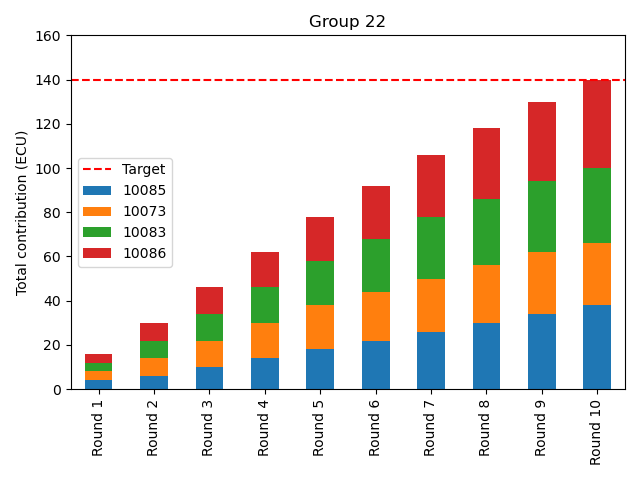 Group 22
160
140
120
100
80
60
40
20
0
Total contribution (ECU)
Target
10085
10073
10083
10086
Round 1
Round 2
Round 3
Round 4
Round 5
Round 6
Round 7
Round 8
Round 9
Round 10